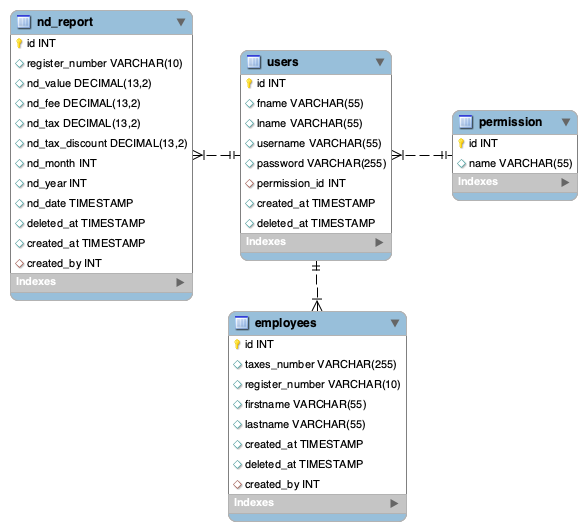 nd_report
id INT
register_number VARCHAR(10)
nd_value DECIMAL(13,2)
nd_fee DECIMAL(13,2)
nd_tax DECIMAL(13,2)
nd_tax_discount DECIMAL(13,2)
nd_month INT
nd_year INT
nd_date TIMESTAMP
deleted_at TIMESTAMP
created_at TIMESTAMP
created_by INT
Indexes
users
id INT
fname VARCHAR(55)
lname VARCHAR(55)
username VARCHAR(55)
password VARCHAR(255)
permission_id INT
created_at TIMESTAMP
deleted_at TIMESTAMP
Indexes
permission
id INT
name VARCHAR(55)
Indexes
employees
id INT
taxes_number VARCHAR(255)
register_number VARCHAR(10)
firstname VARCHAR(55)
lastname VARCHAR(55)
created_at TIMESTAMP
deleted_at TIMESTAMP
created_by INT
Indexes